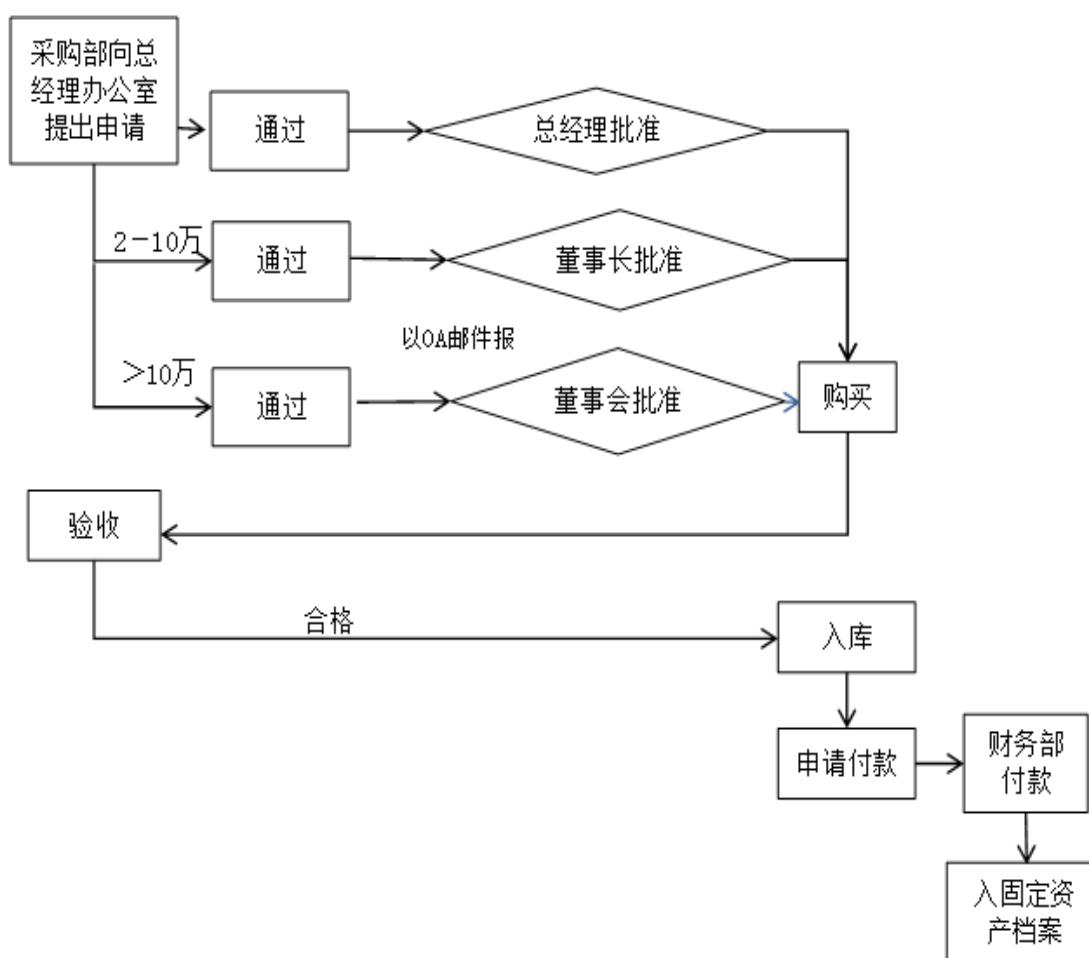 采购部向总
经理办公室
提出申请
通过
总经理批准
2-10万
通过
董事长批准
以OA邮件报
>10万
通过
董事会批准
购买
验收
合格
入库
申请付款
财务部
付款
入固定资
产档案